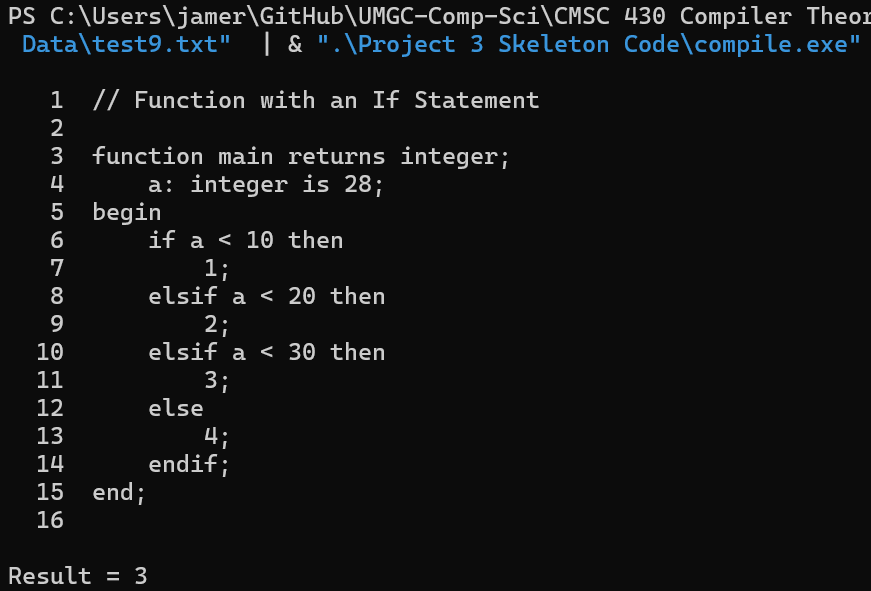 PS C:\Users\jamer\GitHub\UMGC-Comp-Sci\CMSC 430 Compiler Theor
Data\test9.txt"  | & ".\Project 3 Skeleton Code\compile.exe"
1  // Function with an If Statement
2
3  function main returns integer;
4      a: integer is 28;
5  begin
6      if a < 10 then
7          1;
8      elsif a < 20 then
9          2;
10      elsif a < 30 then
11          3;
12      else
13          4;
14      endif;
15  end;
16
Result = 3